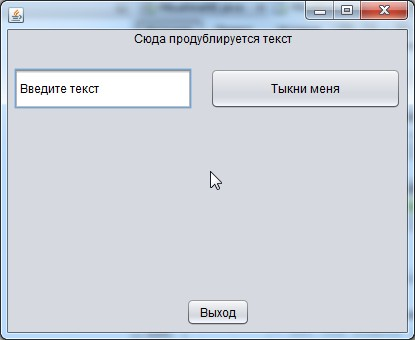 Сюда продублируется текст
Введите текст
Тыкни меня
Выход